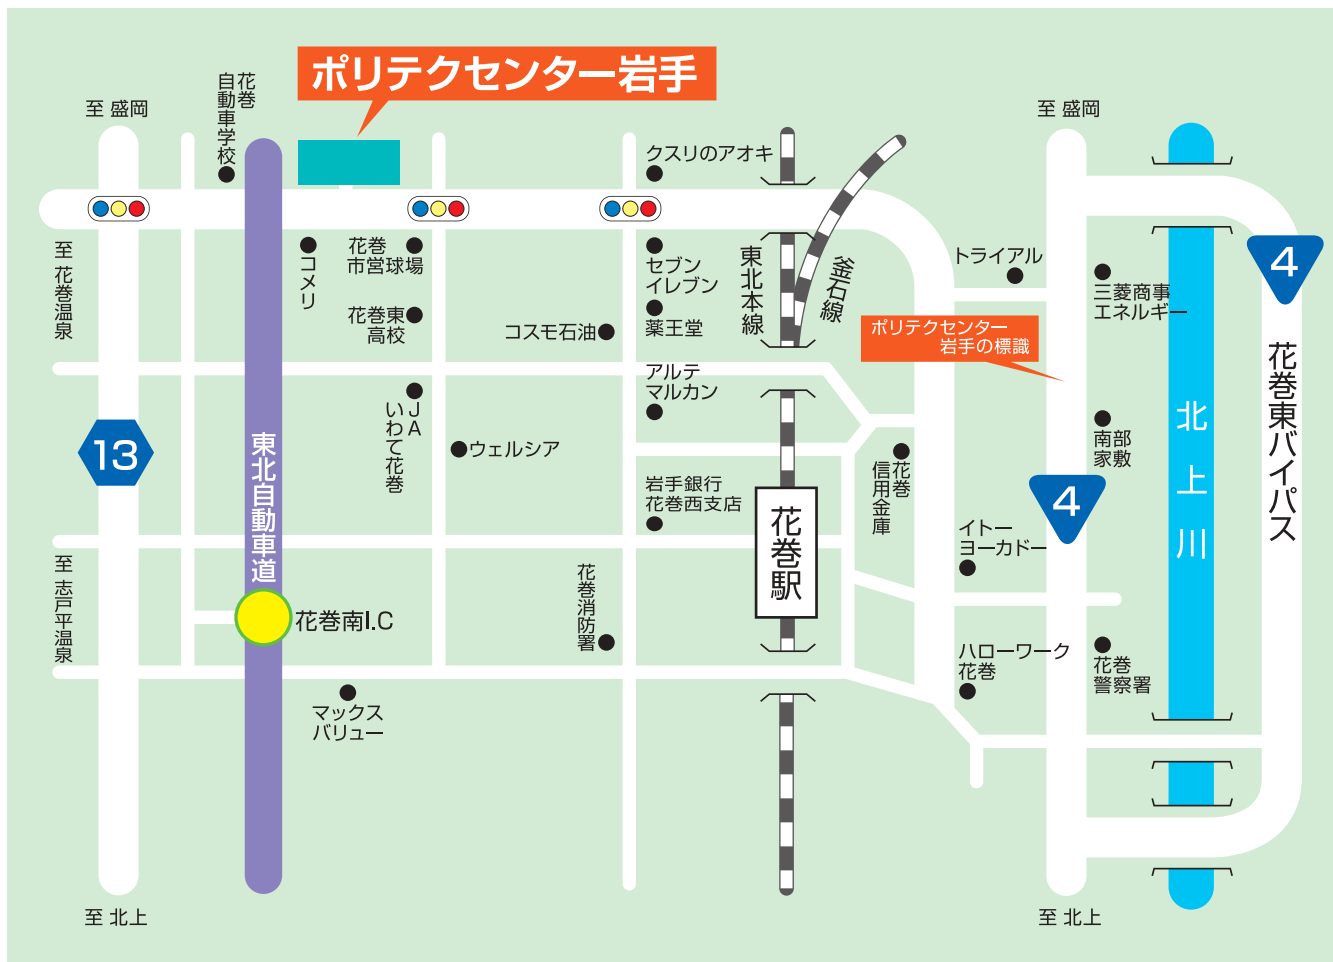 ポリテクセンター岩手
至 盛岡
花巻
自動車学校
至 盛岡
クスリのアオキ
至 花巻温泉
コメリ
花巻
市営球場
セブン
イレブン
東北本線
釜石線
トライアル
三菱商事
エネルギー
4
花巻東
高校
コスモ石油
薬王堂
ポリテクセンター
岩手の標識
花巻東バイパス
アルテ
マルカン
JA
いわて花巻
ウェルシア
13
東北自動車道
南部
家敷
北上川
花巻
信用金庫
岩手銀行
花巻西支店
4
花巻駅
イトー
ヨーカドー
至 志戸平温泉
花巻消防署
花巻南I.C
ハローワーク
花巻
花巻
警察署
マックス
バリュー
至 北上
至 北上